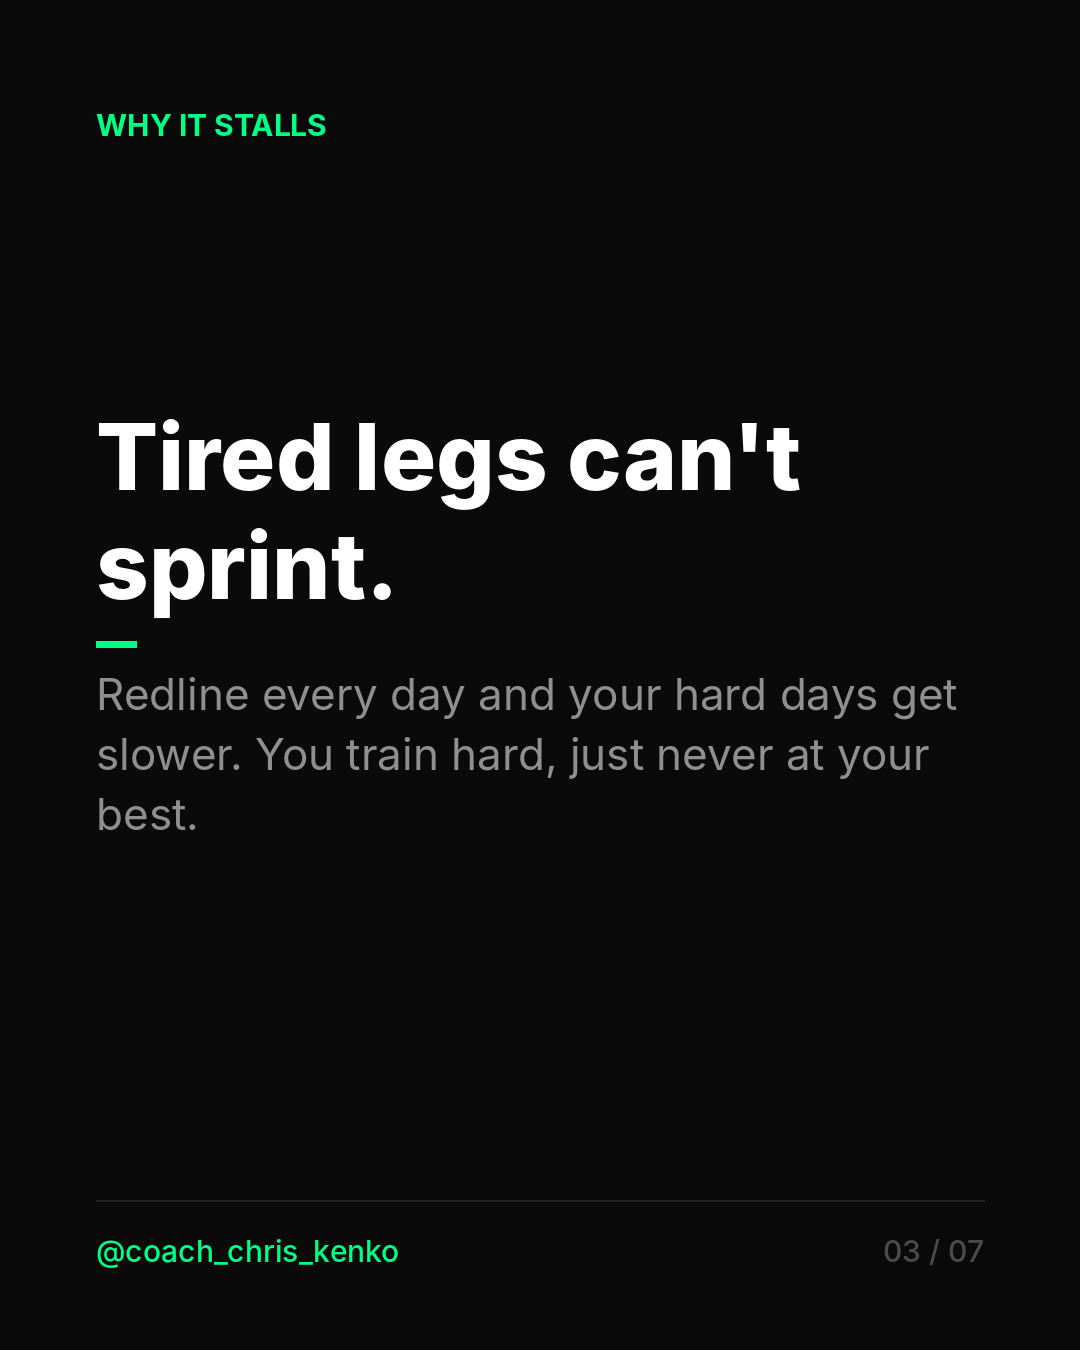 WHY IT STALLS
Tired legs can't
sprint.
Redline every day and your hard days get
slower. You train hard, just never at your
best.
@coach_chris_kenko
03 / 07